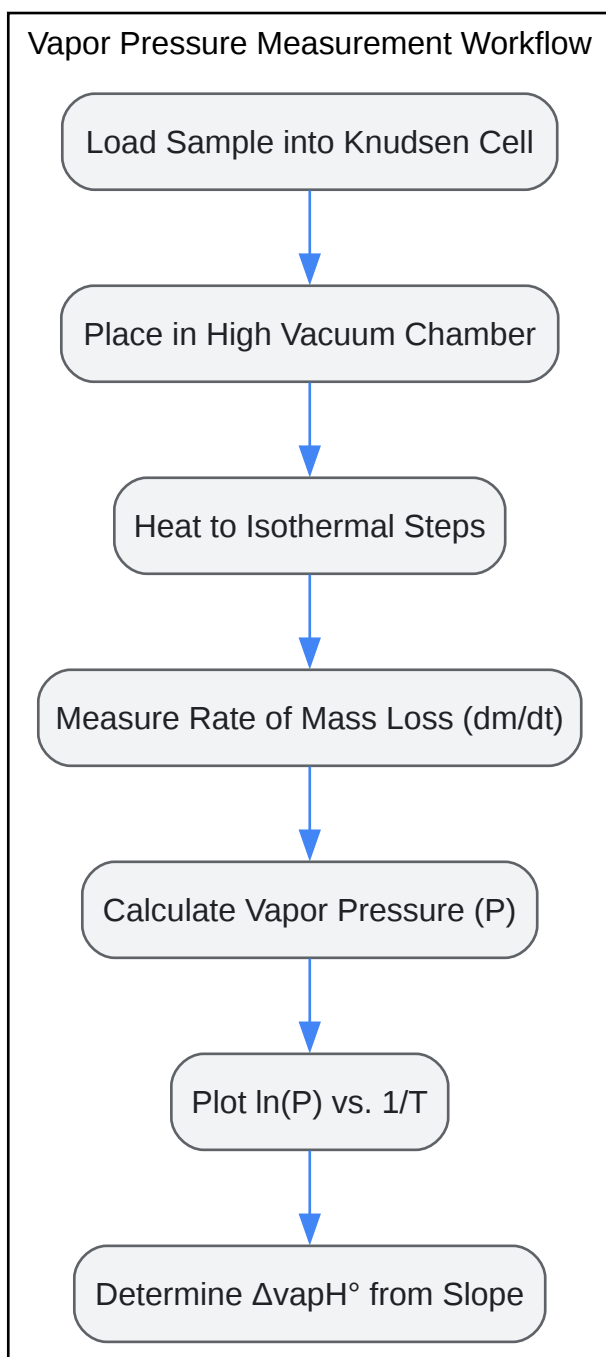 Vapor Pressure Measurement Workflow
Load Sample into Knudsen Cell
Place in High Vacuum Chamber
Heat to Isothermal Steps
Measure Rate of Mass Loss (dm/dt)
Calculate Vapor Pressure (P)
Plot ln(P) vs. 1/T
Determine ΔvapH° from Slope